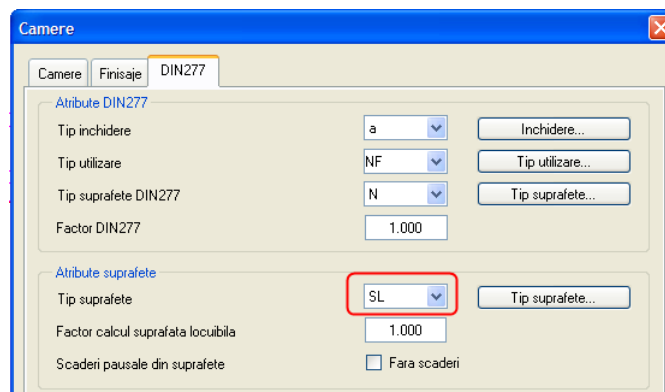 Camere
Camere Finisaje DIN277
Atribute DIN277
Tip inchidere a Inchidere...
Tip utilizare NF Tip utilizare...
Tip suprafete DIN277 N Tip suprafete...
Factor DIN277 1.000
Atribute suprafete
Tip suprafete SL Tip suprafete...
Factor calcul suprafata locuibila 1.000
Scaderi pausale din suprafete Fara scaderi